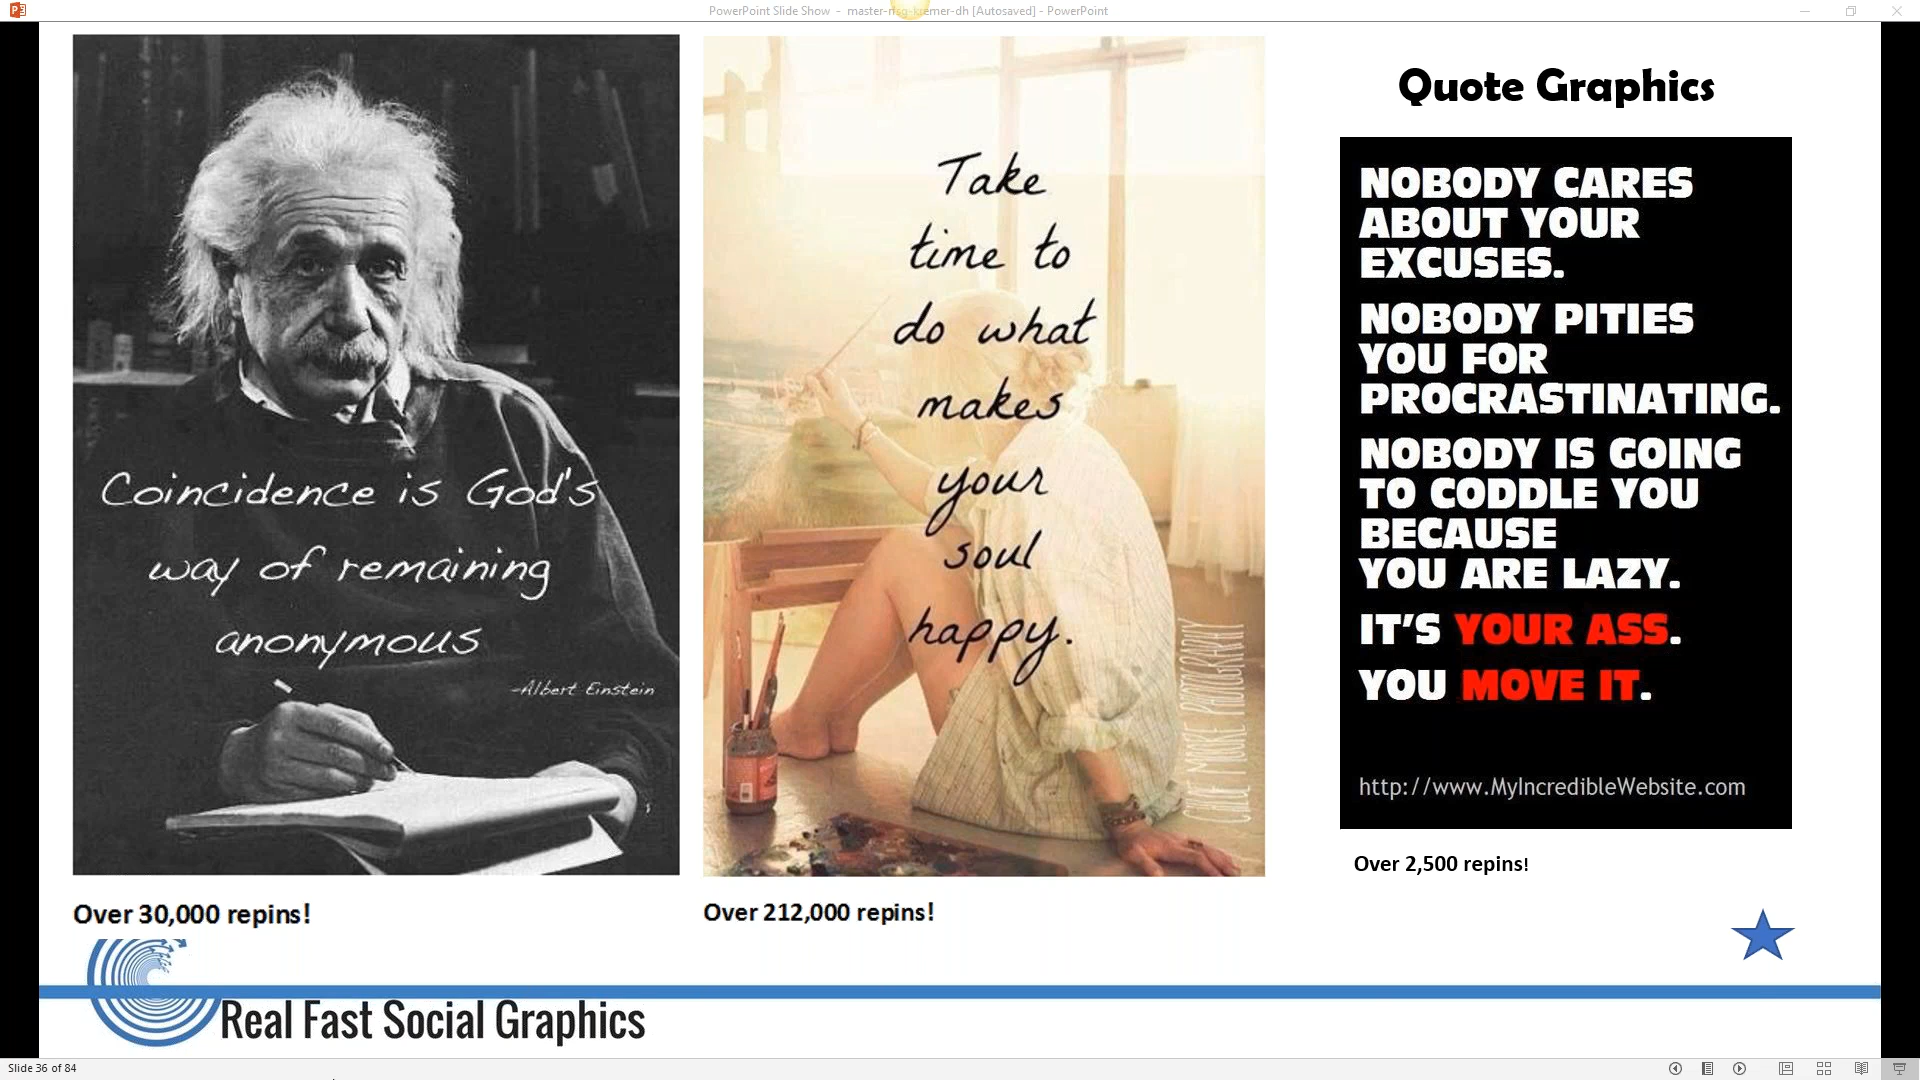 PowerPoint Slide Show - master-rfsg-kremer-dh [Autosaved] - PowerPoint
Coincidence is God's
way of remaining
anonymous
-Albert Einstein
Over 30,000 repins!
Take
time to
do what
makes
your
soul
happy.
Over 212,000 repins!
Quote Graphics
NOBODY CARES
ABOUT YOUR
EXCUSES.
NOBODY PITIES
YOU FOR
PROCRASTINATING.
NOBODY IS GOING
TO CODDLE YOU
BECAUSE
YOU ARE LAZY.
IT'S YOUR ASS.
YOU MOVE IT.
http://www.MyIncredibleWebsite.com
Over 2,500 repins!
Real Fast Social Graphics
Slide 36 of 84